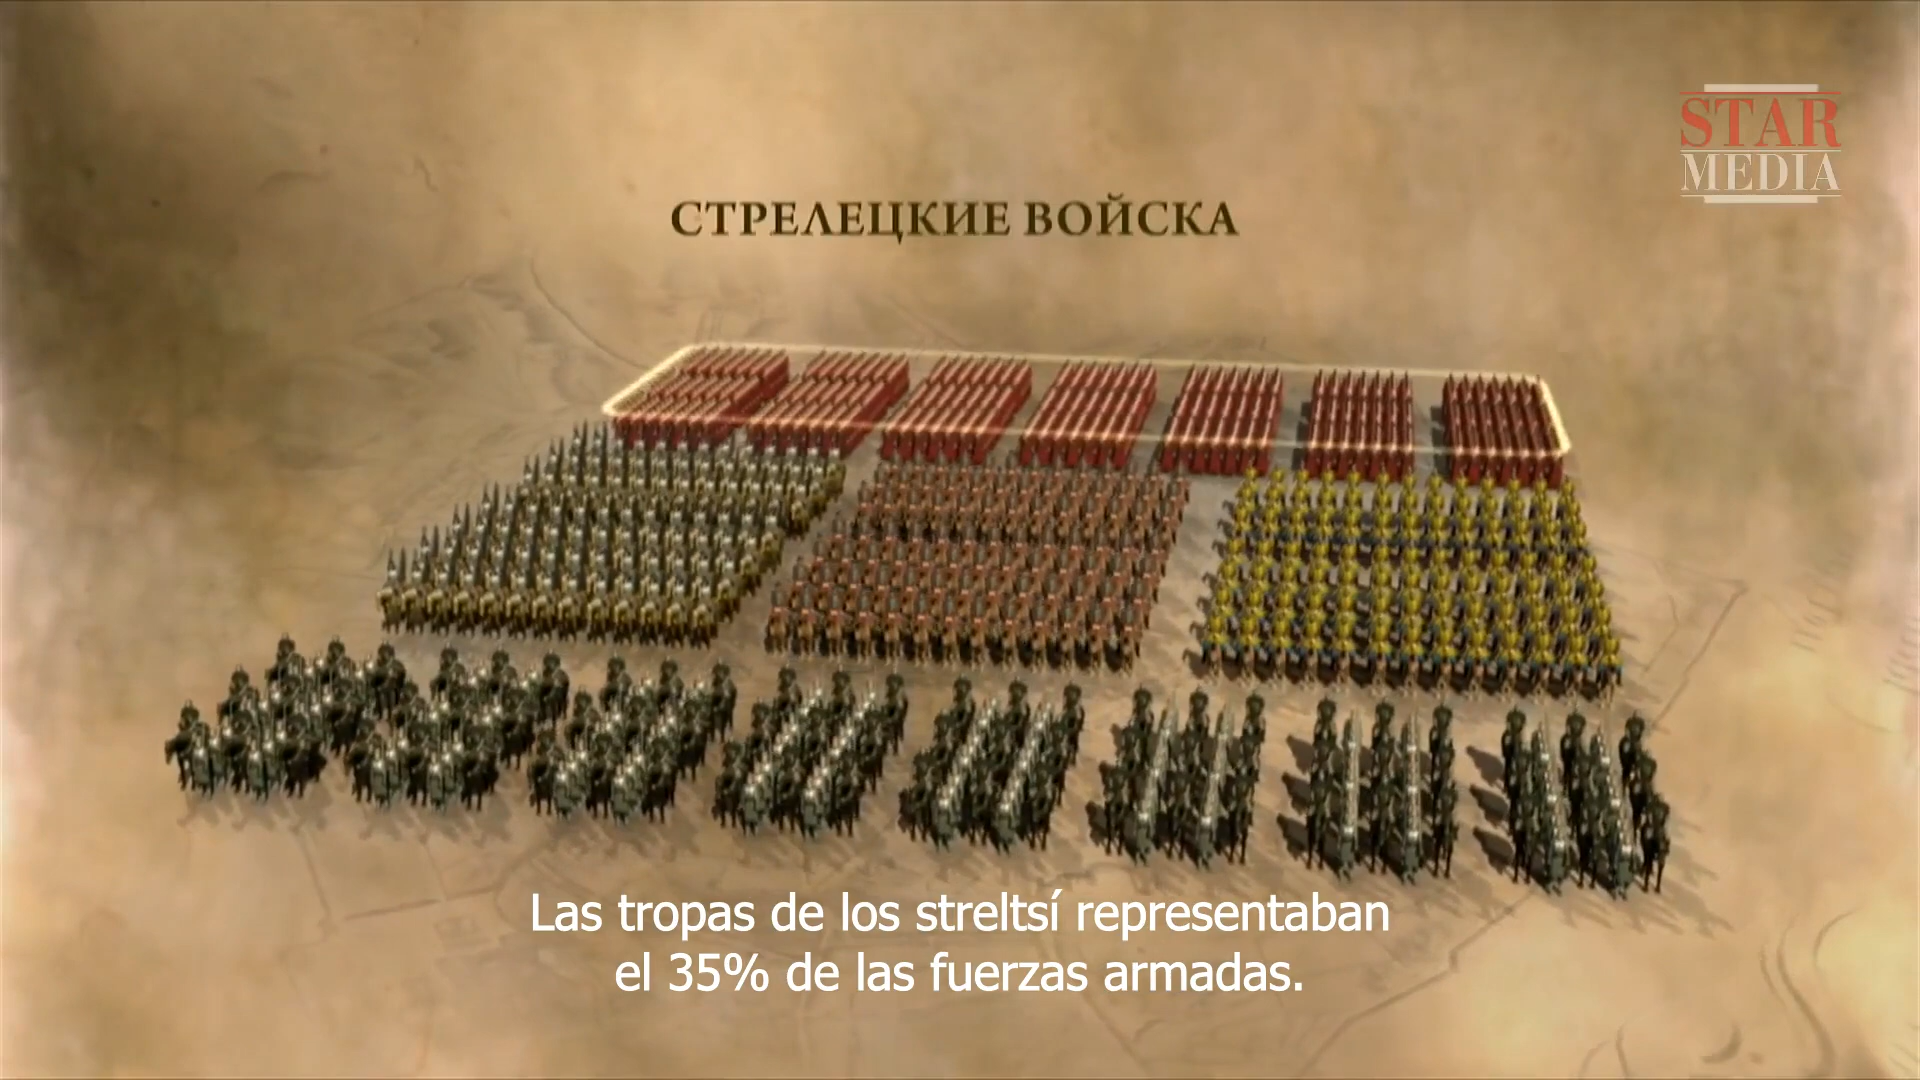 STAR
MEDIA
СТРЕЛЕЦКИЕ ВОЙСКА
Las tropas de los streltsí representaban
el 35% de las fuerzas armadas.